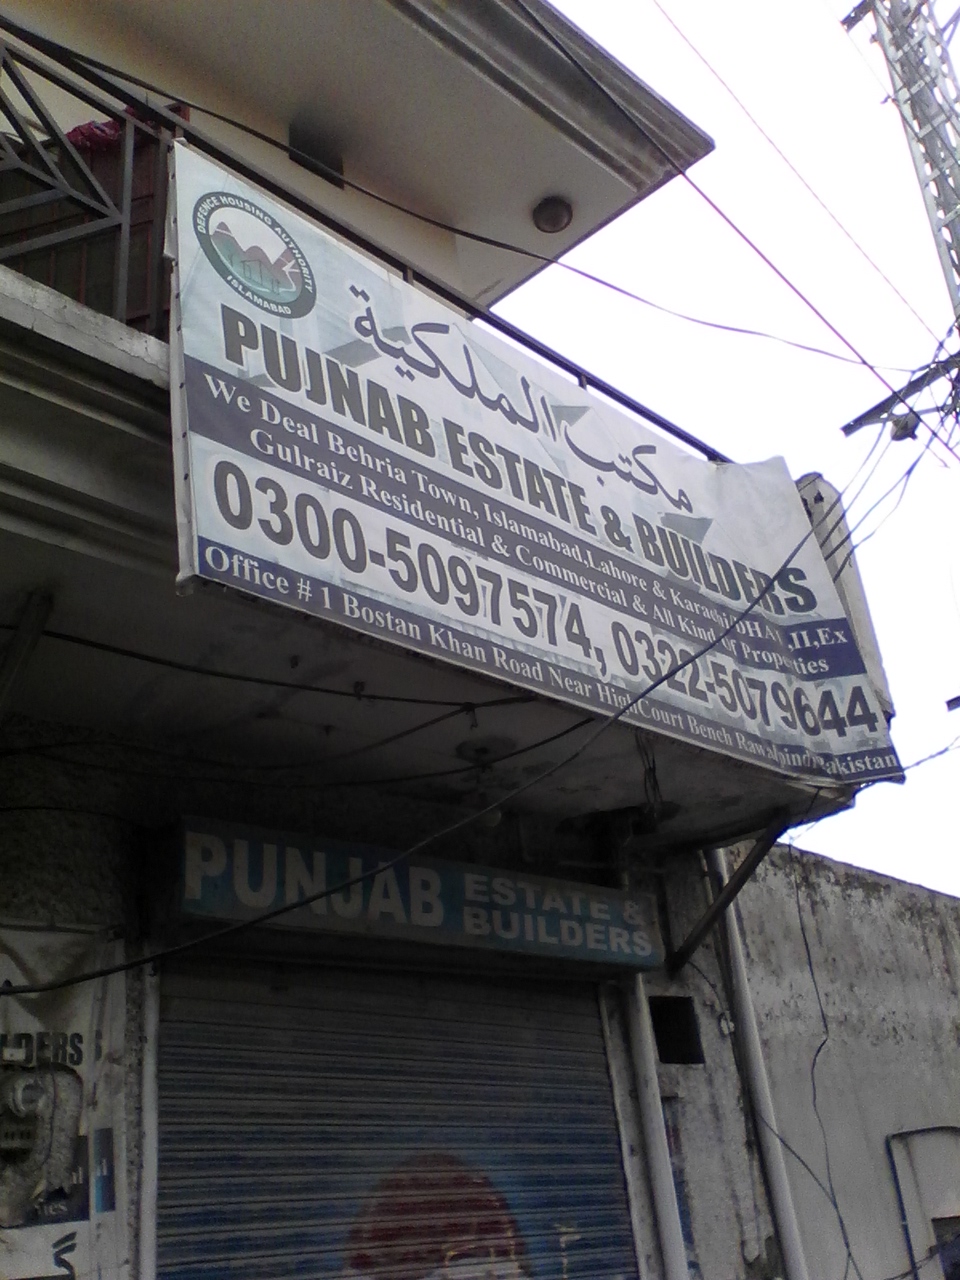 DEFENCE HOUSING AUTHORITY
ISLAMABAD
مكتب الملكية
PUJNAB ESTATE & BUILDERS
We Deal Behria Town, Islamabad,Lahore & Karachi DHA I,II,Ex
Gulraiz Residential & Commercial & All Kind of Properties
0300-5097574, 0322-5079644
Office # 1 Bostan Khan Road Near HighCourt Bench Rawalpindi Pakistan
PUNJAB ESTATE &
BUILDERS